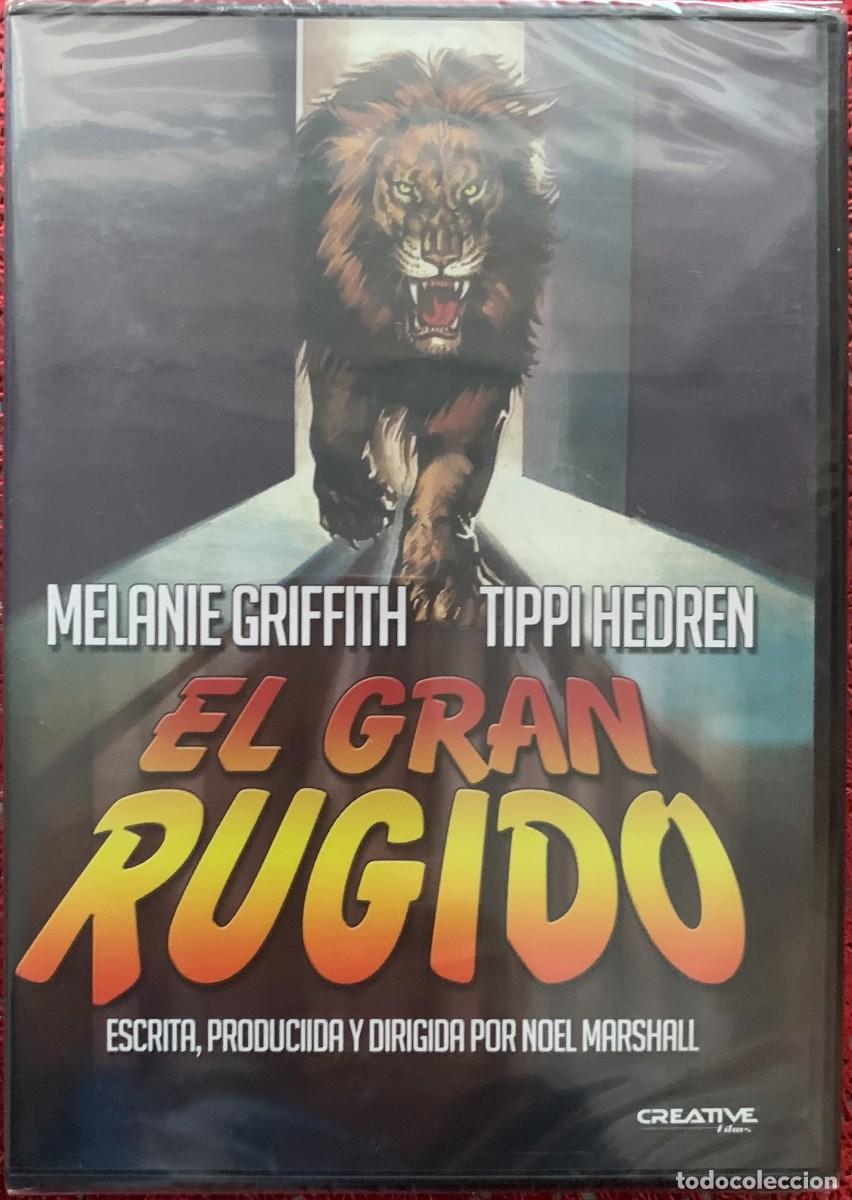 MELANIE GRIFFITH TIPPI HEDREN
EL GRAN
RUGIDO
ESCRITA, PRODUCIIDA Y DIRIGIDA POR NOEL MARSHALL
CREATIVE
films
todocoleccion